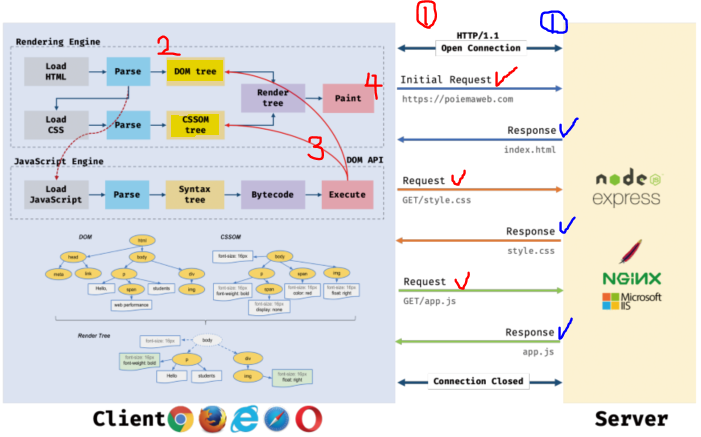 ① ①
HTTP/1.1
Open Connection
Rendering Engine
2
4
Load HTML
Parse
DOM tree
Render tree
Paint
Load CSS
Parse
CSSOM tree
3
JavaScript Engine
DOM API
Load JavaScript
Parse
Syntax tree
Bytecode
Execute
Initial Request
https://poiemaweb.com
Response
index.html
Request
GET/style.css
Response
style.css
Request
GET/app.js
Response
app.js
Connection Closed
node JS
express
NGINX
Microsoft
IIS
DOM
html
head
body
meta
link
p
div
Hello,
span
students
img
web performance
CSSOM
font-size: 16px
body
p
span
img
font-size: 16px
font-weight: bold
span
font-size: 16px
color: red
font-size: 16px
float: right
font-size: 16px
display: none
Render Tree
font-size: 16px
body
font-size: 16px
font-weight: bold
p
div
Hello
students
img
font-size: 16px
float: right
Client
Server